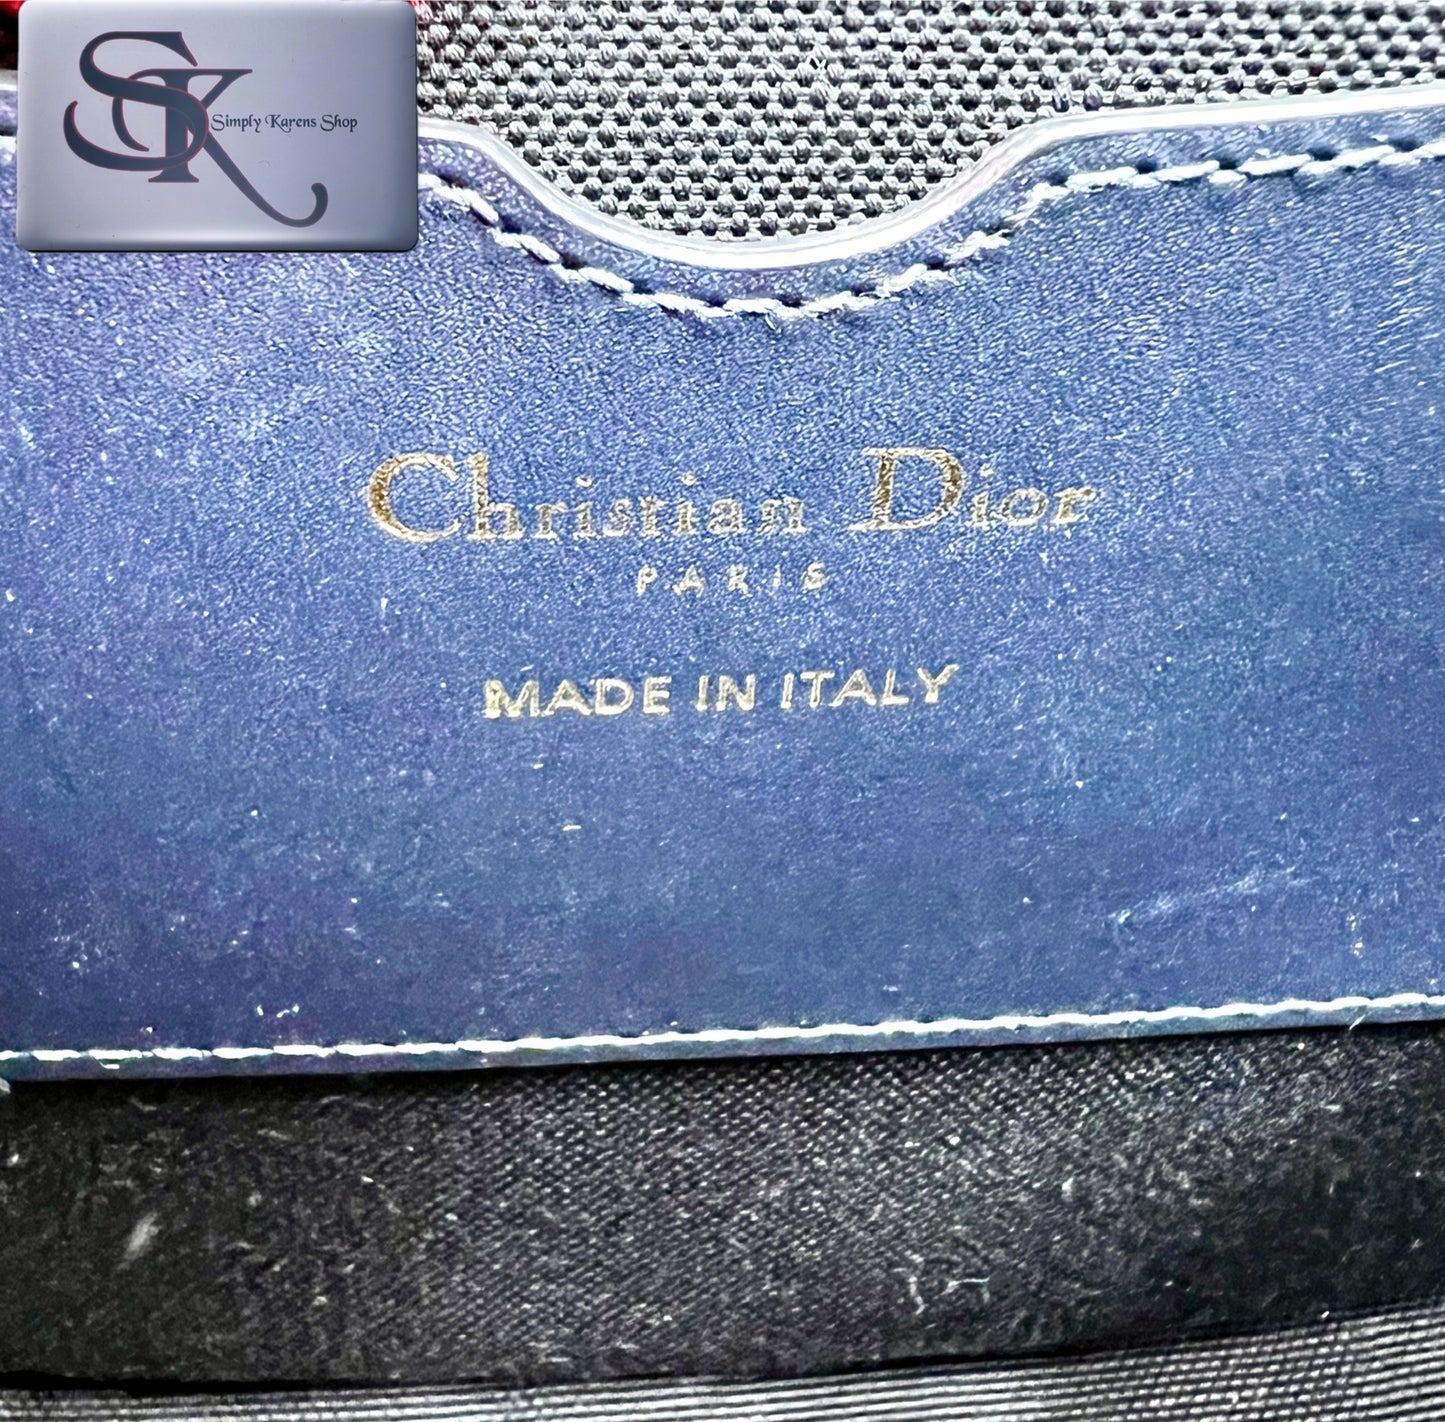 SK
Simply Karens Shop
Christian Dior
PARIS
MADE IN ITALY